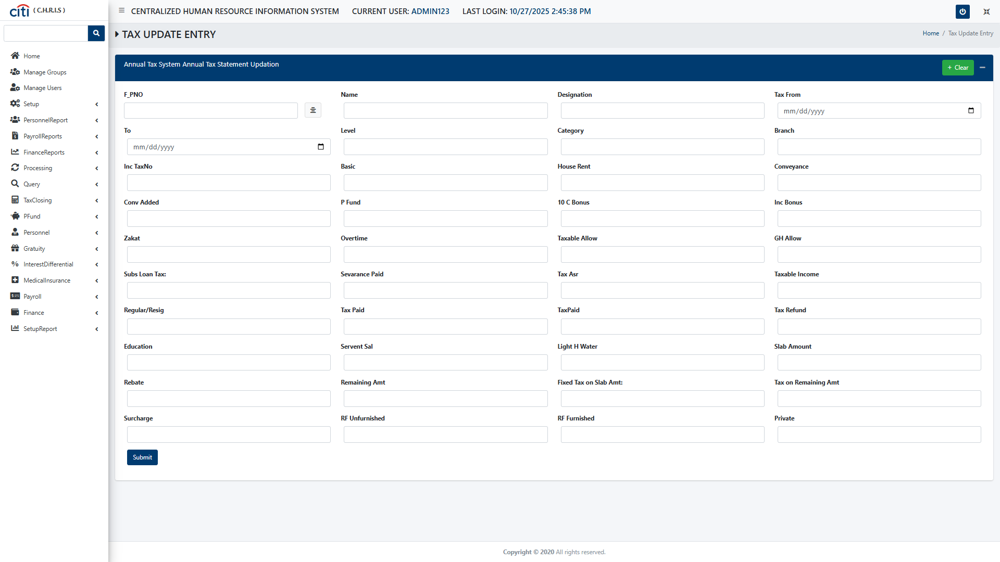 citi ( C.H.R.I.S )
CENTRALIZED HUMAN RESOURCE INFORMATION SYSTEM CURRENT USER: ADMIN123 LAST LOGIN: 10/27/2025 2:45:38 PM
TAX UPDATE ENTRY
Home / Tax Update Entry
Home
Manage Groups
Manage Users
Setup
PersonnelReport
PayrollReports
FinanceReports
Processing
Query
TaxClosing
PFund
Personnel
Gratuity
InterestDifferential
MedicalInsurance
Payroll
Finance
SetupReport
Annual Tax System Annual Tax Statement Updation
+ Clear
F_PNO Name Designation Tax From
mm/dd/yyyy
To Level Category Branch
mm/dd/yyyy
Inc TaxNo Basic House Rent Conveyance
Conv Added P Fund 10 C Bonus Inc Bonus
Zakat Overtime Taxable Allow GH Allow
Subs Loan Tax: Sevarance Paid Tax Asr Taxable Income
Regular/Resig Tax Paid TaxPaid Tax Refund
Education Servent Sal Light H Water Slab Amount
Rebate Remaining Amt Fixed Tax on Slab Amt: Tax on Remaining Amt
Surcharge RF Unfurnished RF Furnished Private
Submit
Copyright © 2020 All rights reserved.